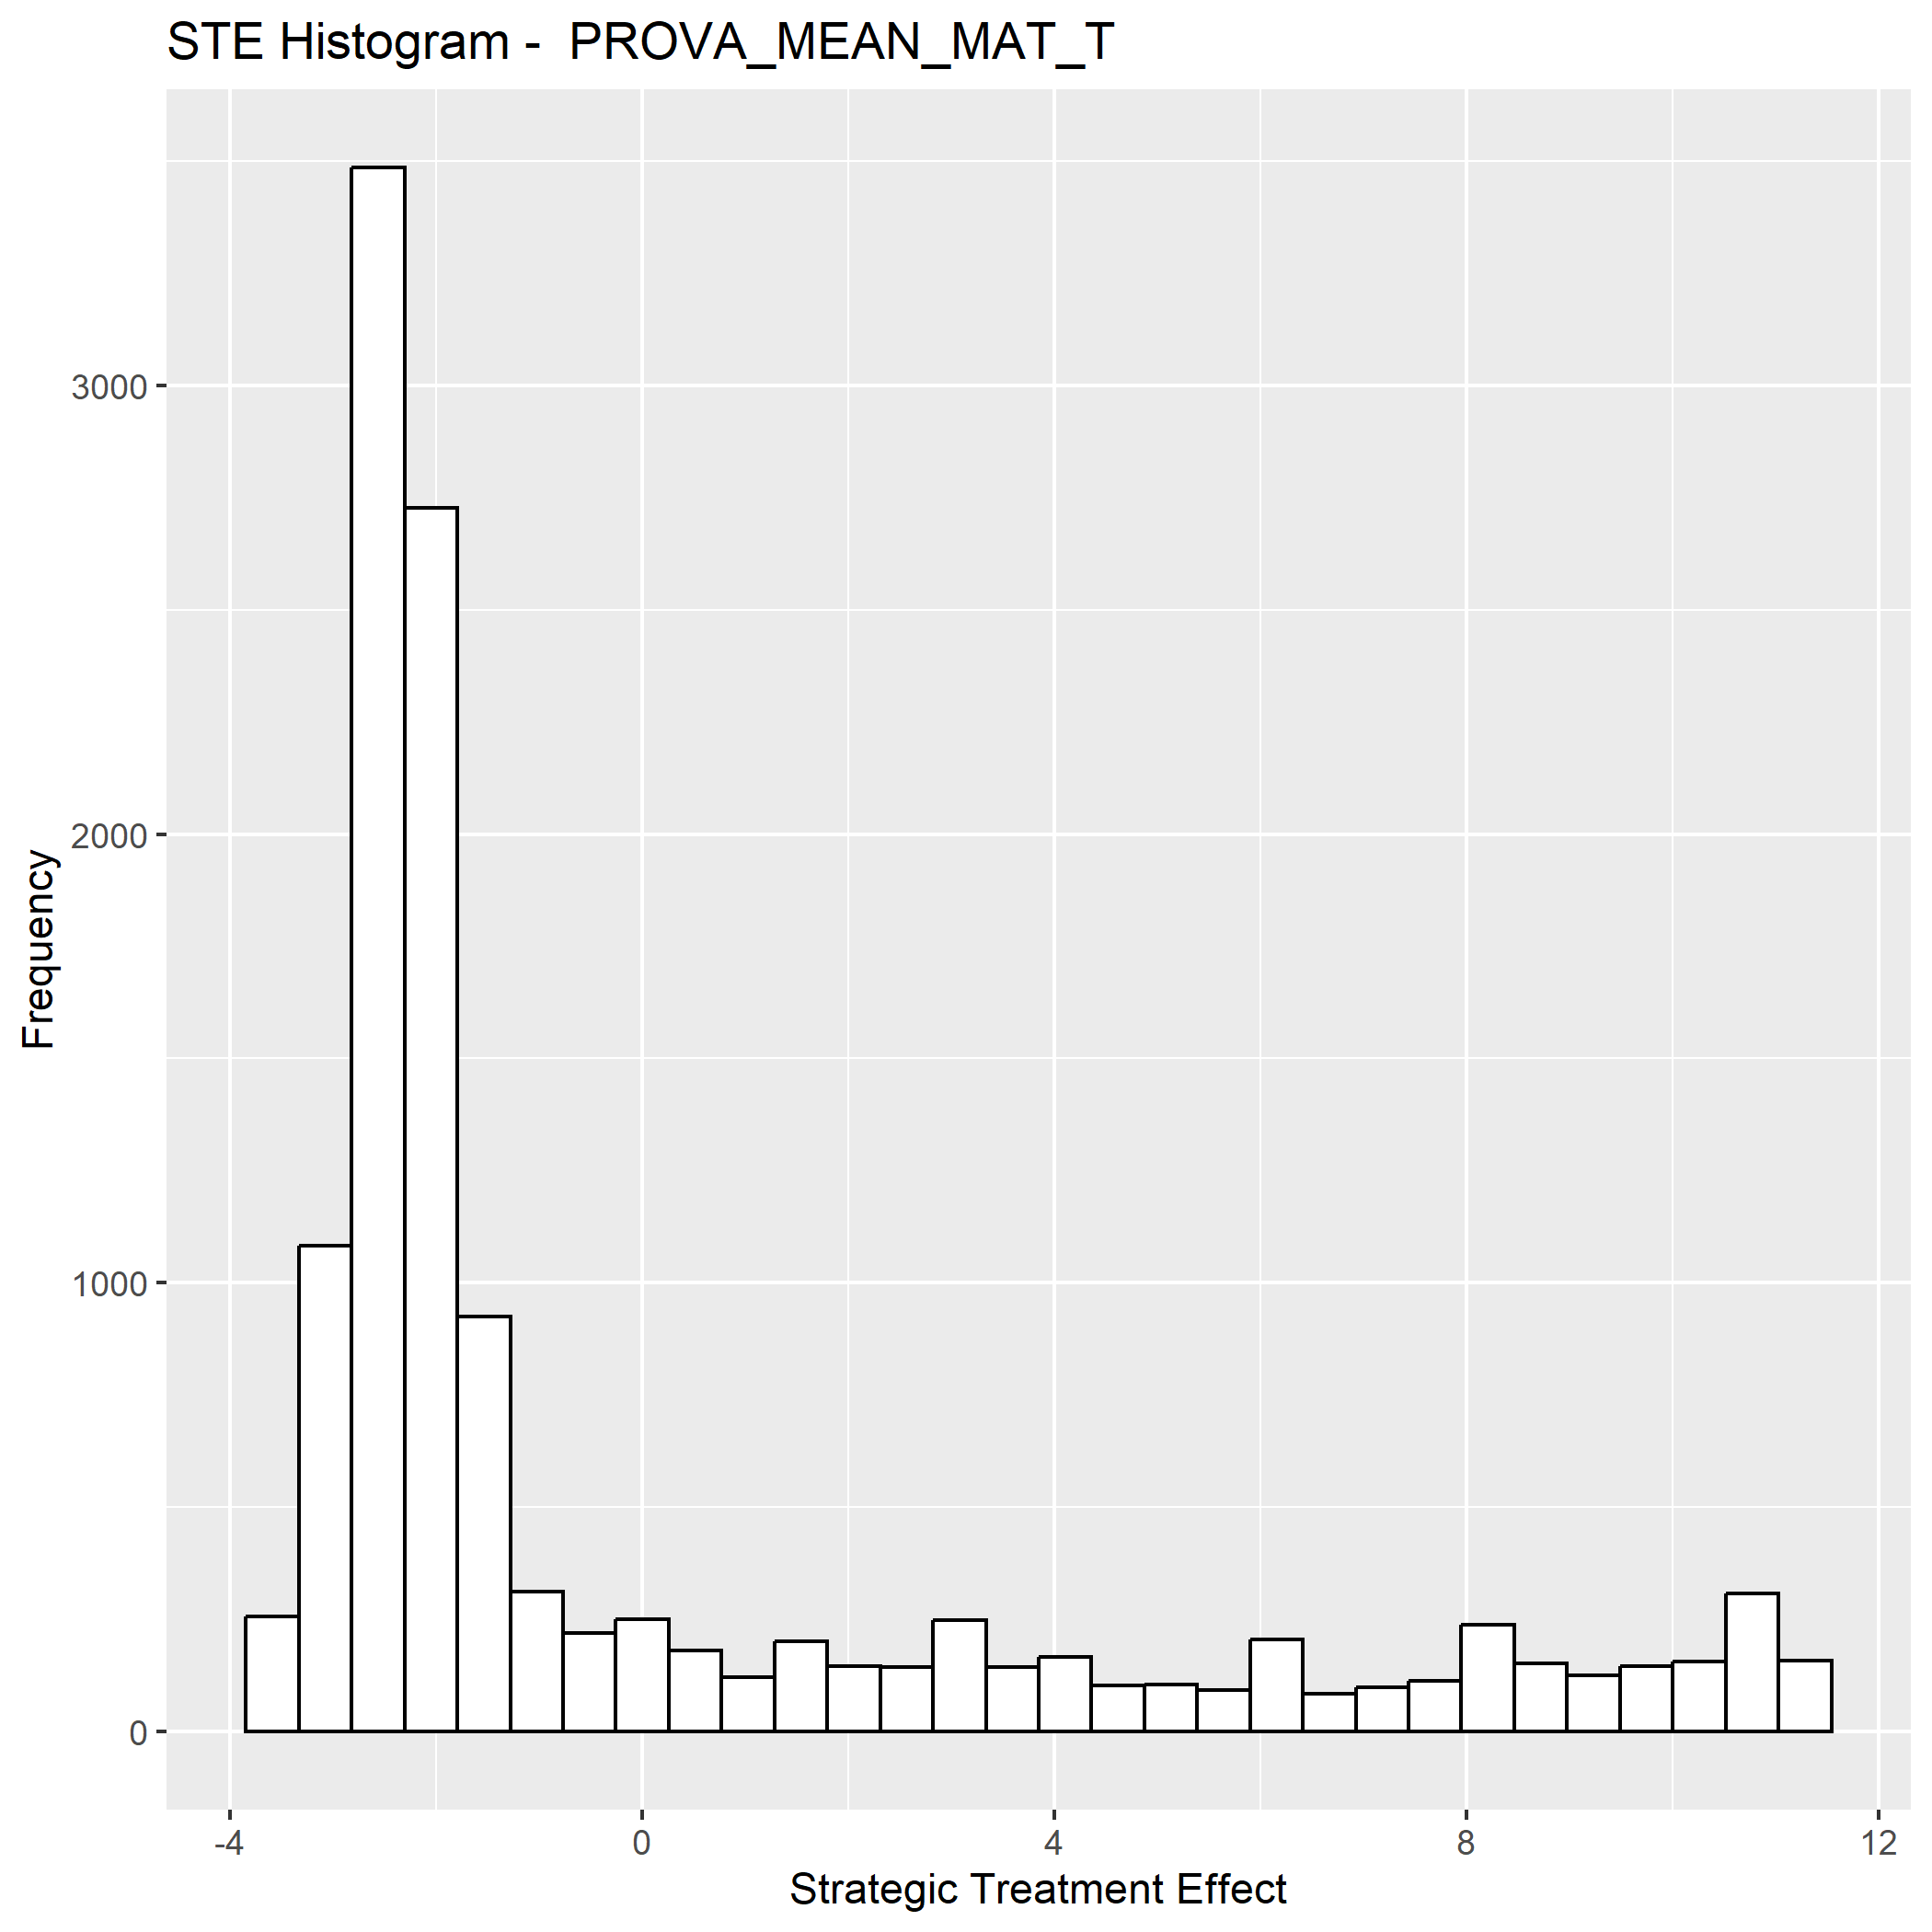 STE Histogram -  PROVA_MEAN_MAT_T
Frequency
3000
2000
1000
0
-4 0 4 8 12
Strategic Treatment Effect